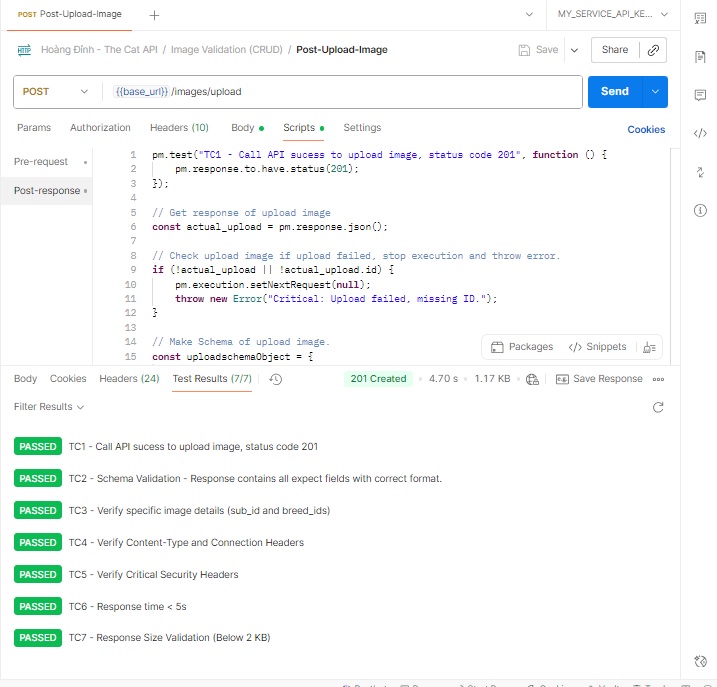 POST Post-Upload-Image
MY_SERVICE_API_KE...
HTTP Hoàng Đình - The Cat API / Image Validation (CRUD) / Post-Upload-Image
Save
Share
POST {{base_url}}/images/upload
Send
Params Authorization Headers (10) Body Scripts Settings
Cookies
Pre-request
Post-response
1 pm.test("TC1 - Call API sucess to upload image, status code 201", function () {
2 pm.response.to.have.status(201);
3 });
4
5 // Get response of upload image
6 const actual_upload = pm.response.json();
7
8 // Check upload image if upload failed, stop execution and throw error.
9 if (!actual_upload || !actual_upload.id) {
10 pm.execution.setNextRequest(null);
11 throw new Error("Critical: Upload failed, missing ID.");
12 }
13
14 // Make Schema of upload image.
15 const uploadschemaObject = {
Packages </> Snippets
Body Cookies Headers (24) Test Results (7/7)
201 Created • 4.70 s • 1.17 KB
Save Response
Filter Results
PASSED TC1 - Call API sucess to upload image, status code 201
PASSED TC2 - Schema Validation - Response contains all expect fields with correct format.
PASSED TC3 - Verify specific image details (sub_id and breed_ids)
PASSED TC4 - Verify Content-Type and Connection Headers
PASSED TC5 - Verify Critical Security Headers
PASSED TC6 - Response time < 5s
PASSED TC7 - Response Size Validation (Below 2 KB)